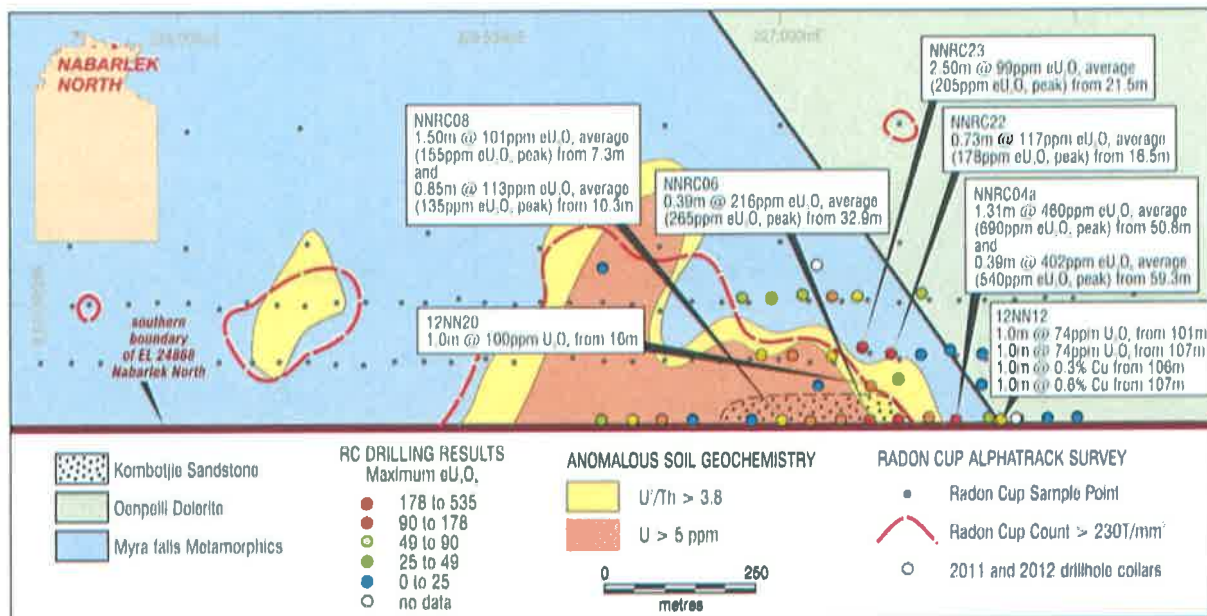 NABARLEK
NORTH
227,000mE
NNRC23
2.50m @ 99ppm eU₃O₈ average
(205ppm eU₃O₈ peak) from 21.5m
NNRC08
1.50m @ 101ppm eU₃O₈ average
(155ppm eU₃O₈ peak) from 7.3m
and
0.85m @ 113ppm eU₃O₈ average
(135ppm eU₃O₈ peak) from 10.3m
NNRC22
0.73m @ 117ppm eU₃O₈ average
(178ppm eU₃O₈ peak) from 18.5m
NNRC06
0.39m @ 216ppm eU₃O₈ average
(265ppm eU₃O₈ peak) from 32.9m
NNRC04a
1.31m @ 460ppm eU₃O₈ average
(690ppm eU₃O₈ peak) from 50.8m
and
0.39m @ 402ppm eU₃O₈ average
(540ppm eU₃O₈ peak) from 59.3m
southern
boundary
of EL 24868
Nabarlek North
12NN20
1.0m @ 100ppm U₃O₈ from 16m
12NN12
1.0m @ 74ppm U₃O₈ from 101m
1.0m @ 74ppm U₃O₈ from 107m
1.0m @ 0.3% Cu from 106m
1.0m @ 0.6% Cu from 107m
Kombotjie Sandstone
Oenpelli Dolerite
Myra falls Metamorphics
RC DRILLING RESULTS
Maximum eU₃O₈
178 to 535
90 to 178
49 to 90
25 to 49
0 to 25
no data
ANOMALOUS SOIL GEOCHEMISTRY
U²/Th > 3.8
U > 5 ppm
0 250
metres
RADON CUP ALPHATRACK SURVEY
Radon Cup Sample Point
Radon Cup Count > 230T/mm²
2011 and 2012 drillhole collars